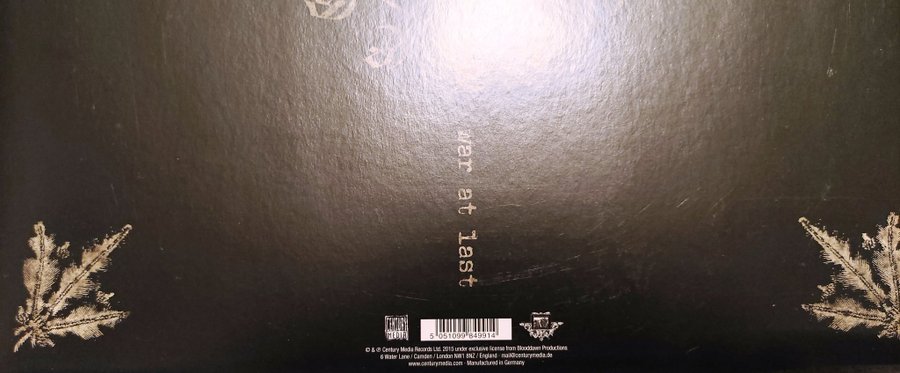 war at last
CENTURY
MEDIA
5 051099 849914
© & ℗ Century Media Records Ltd. 2015 under exclusive license from Blooddawn Productions
6 Water Lane / Camden / London NW1 8NZ / England · mail@centurymedia.de
www.centurymedia.com · Manufactured in Germany